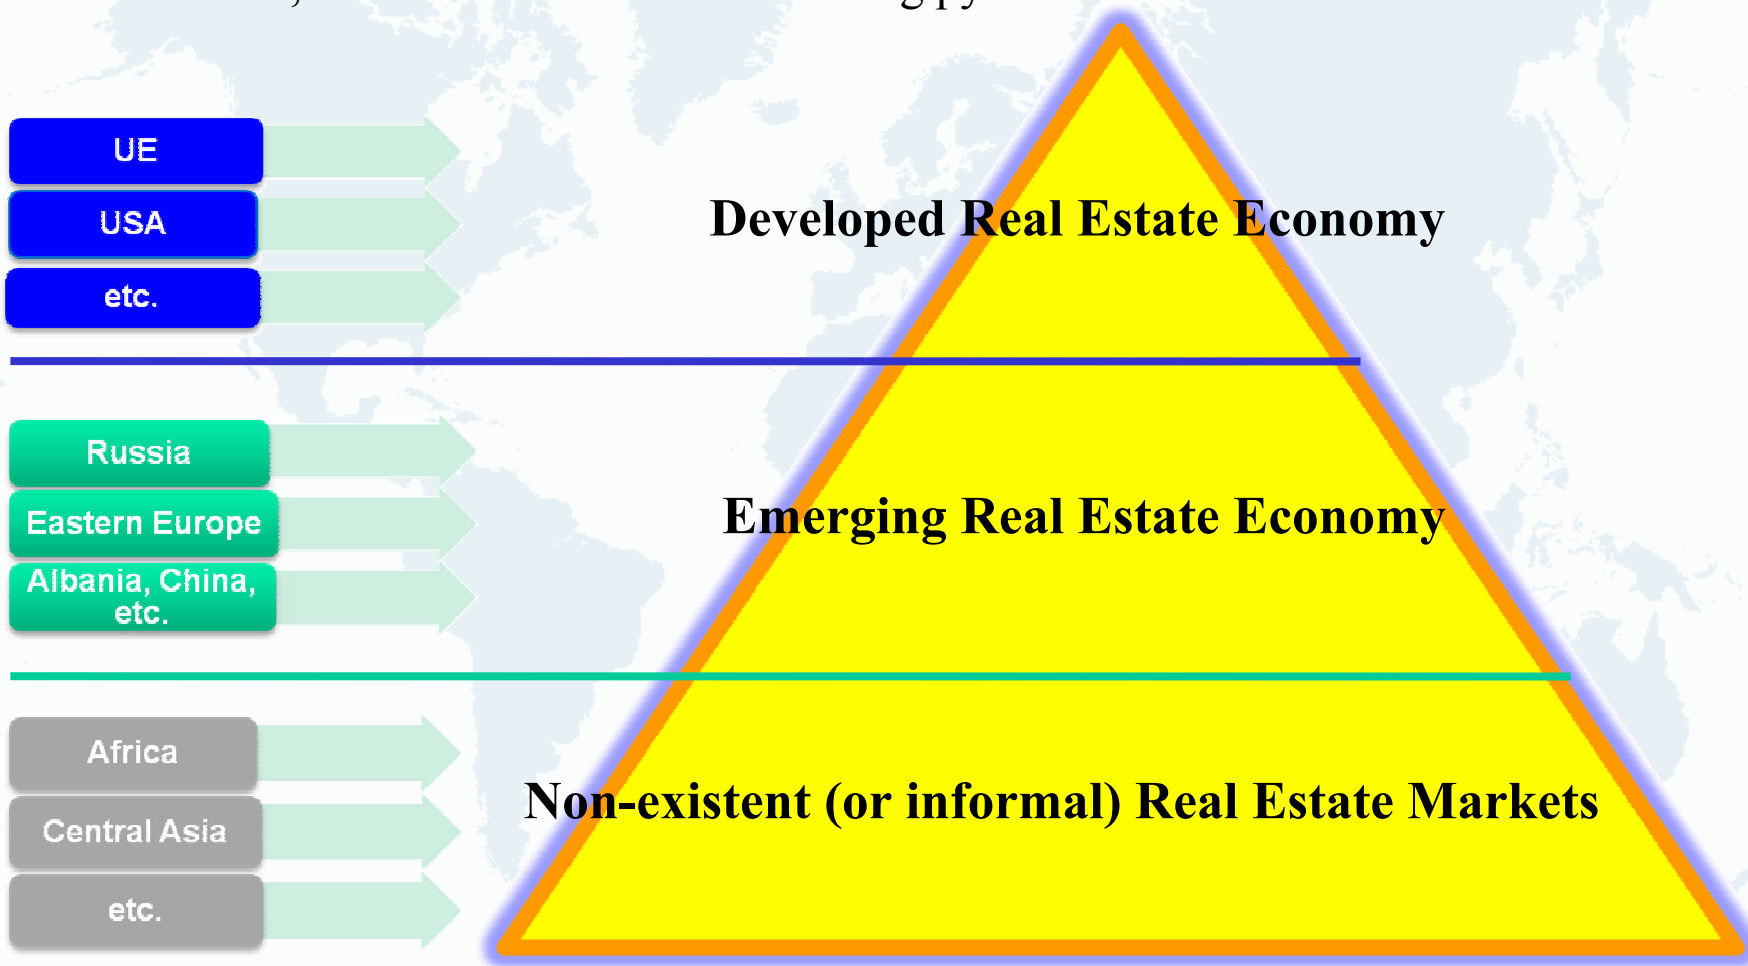 UE
USA
etc.
Developed Real Estate Economy
Russia
Eastern Europe
Albania, China,
etc.
Emerging Real Estate Economy
Africa
Central Asia
etc.
Non-existent (or informal) Real Estate Markets